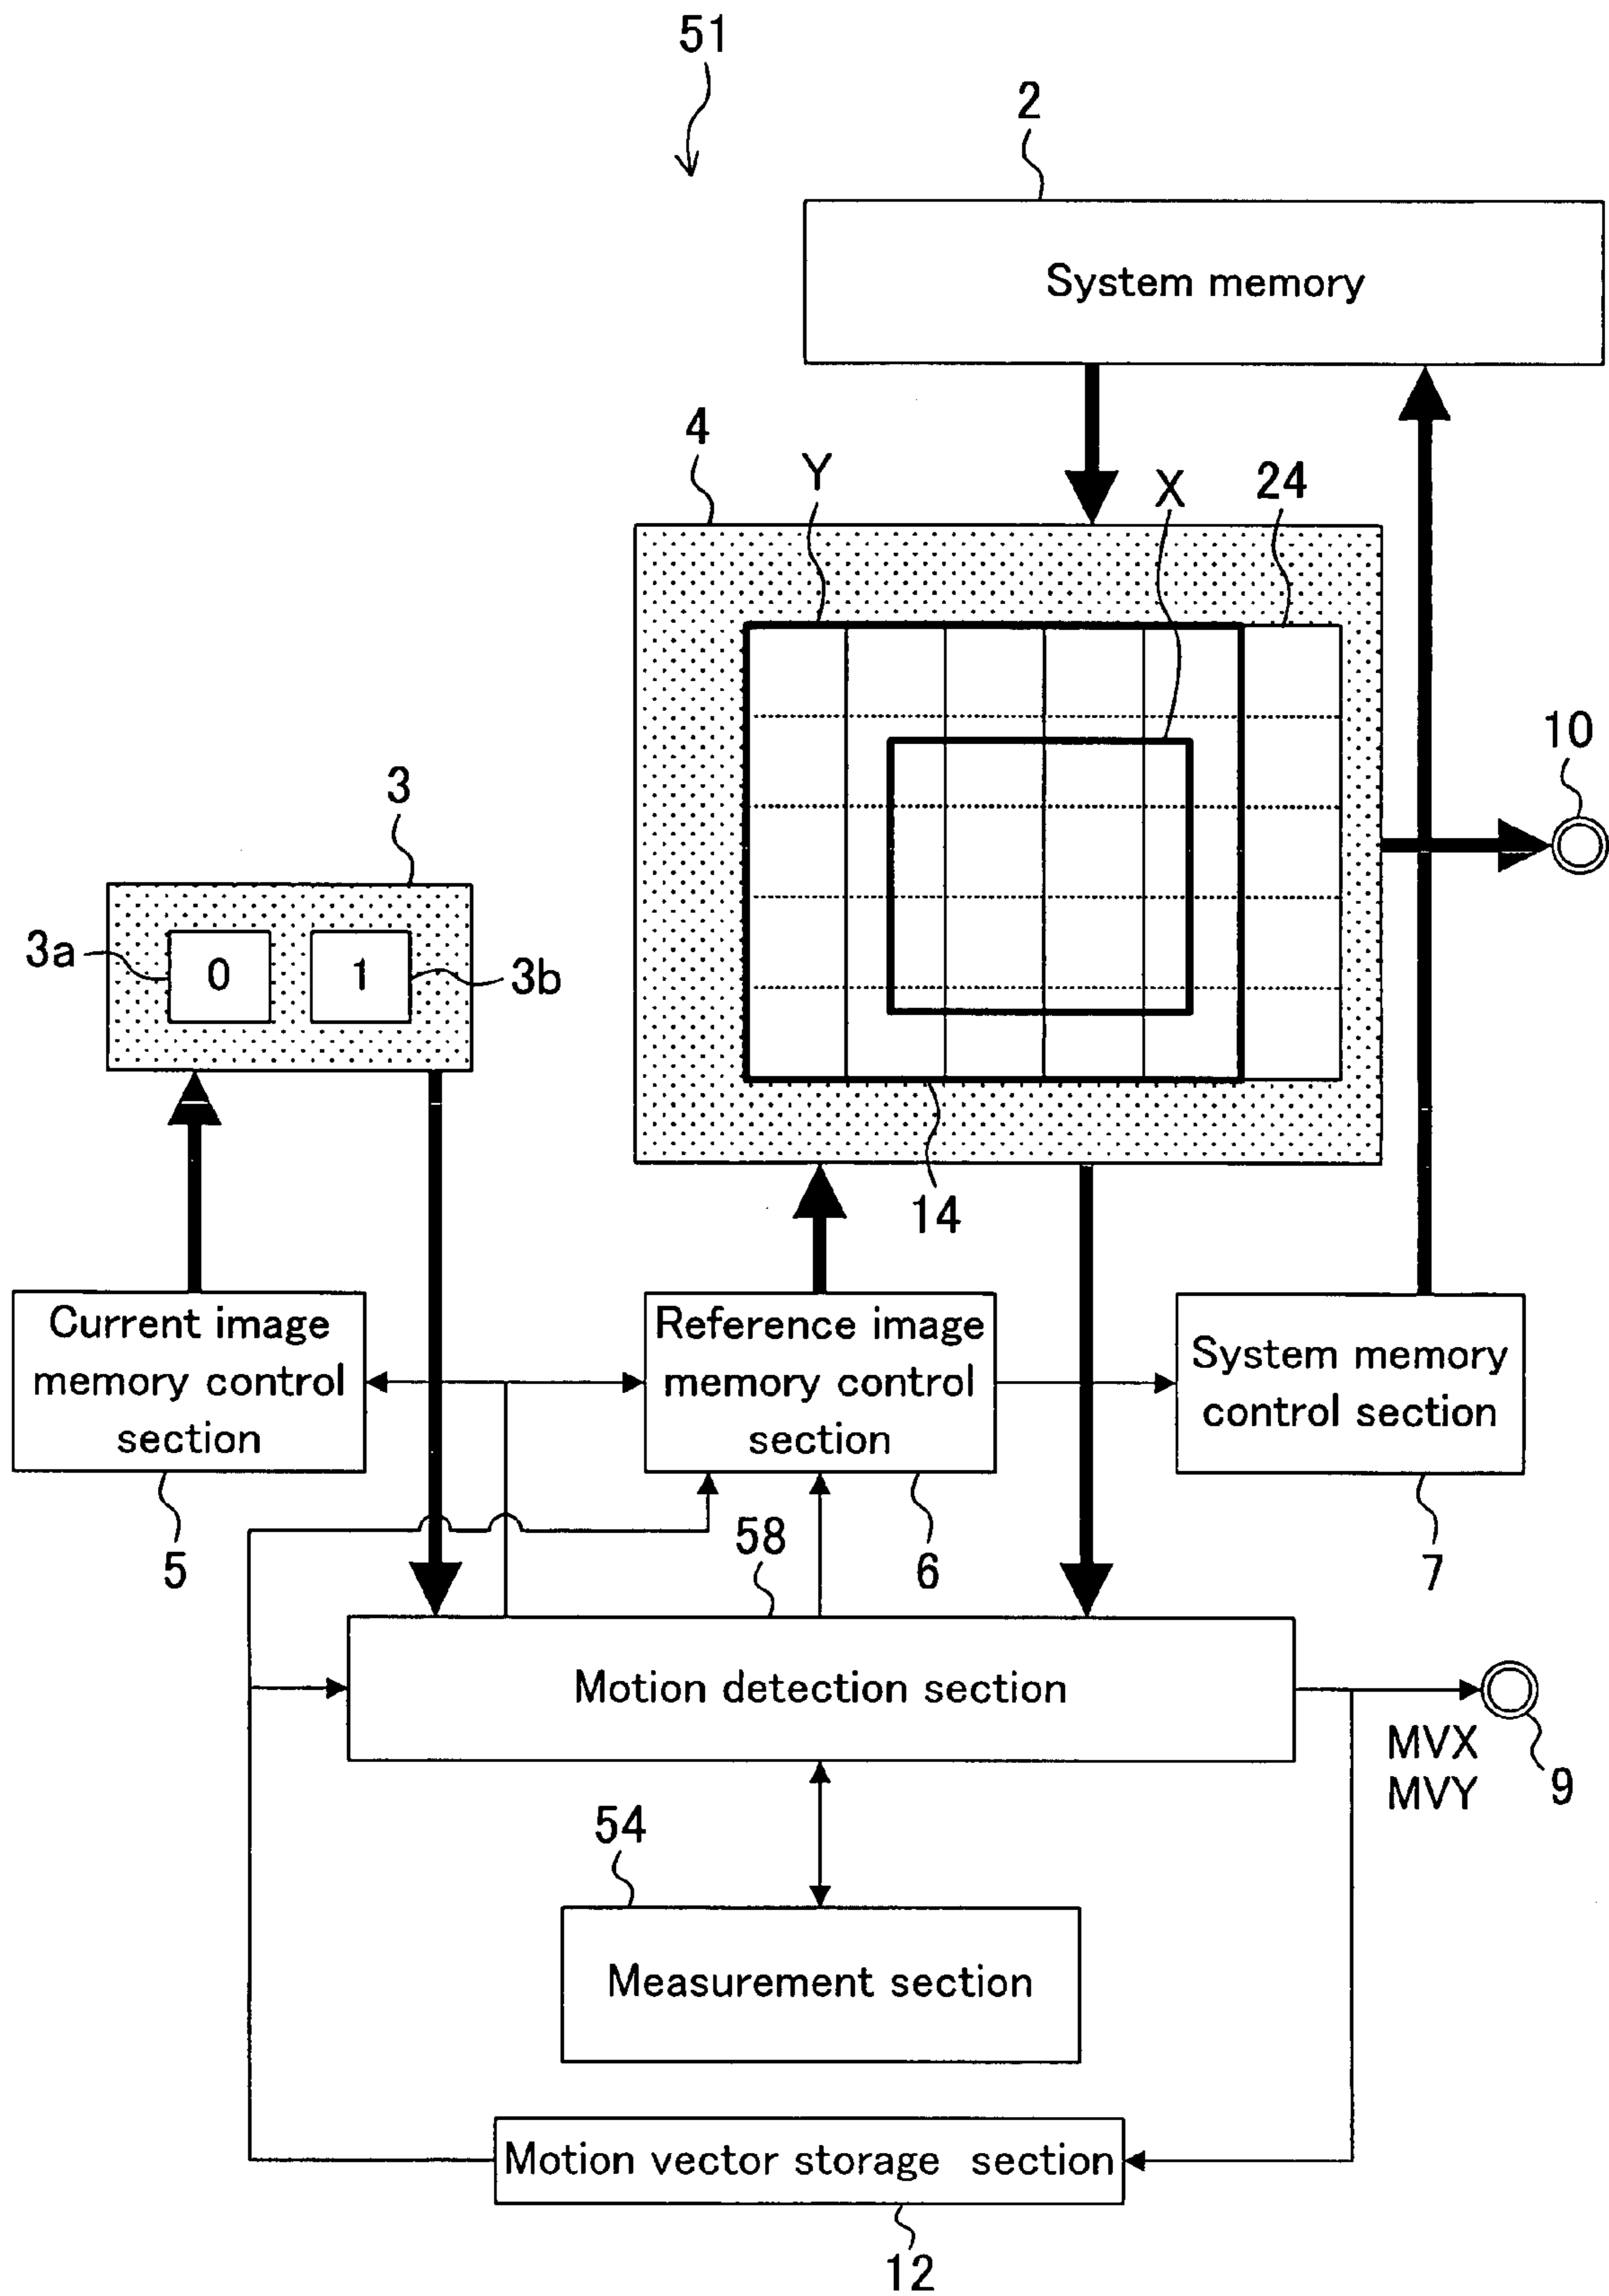 51
2
System memory
4
Y
X
24
10
3
3a
0
1
3b
14
Current image
memory control
section
Reference image
memory control
section
System memory
control section
5
58
6
7
Motion detection section
MVX
MVY
9
54
Measurement section
Motion vector storage section
12